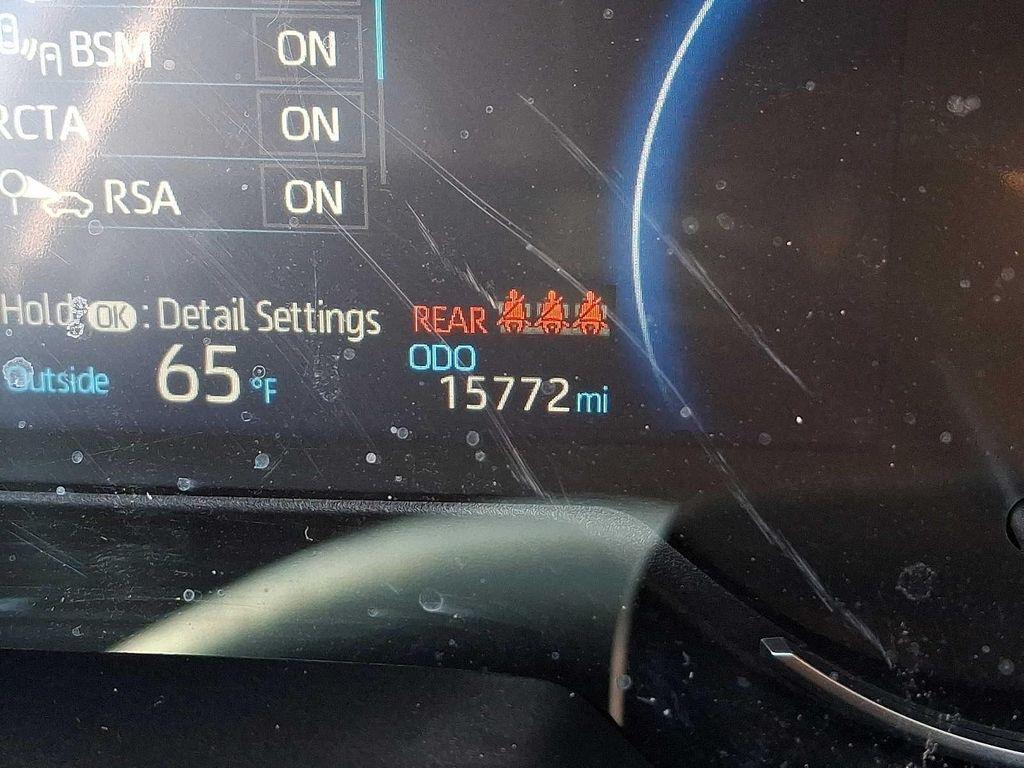 BSM ON
RCTA ON
RSA ON
Hold OK : Detail Settings REAR
ODO
Outside 65 °F 15772 mi